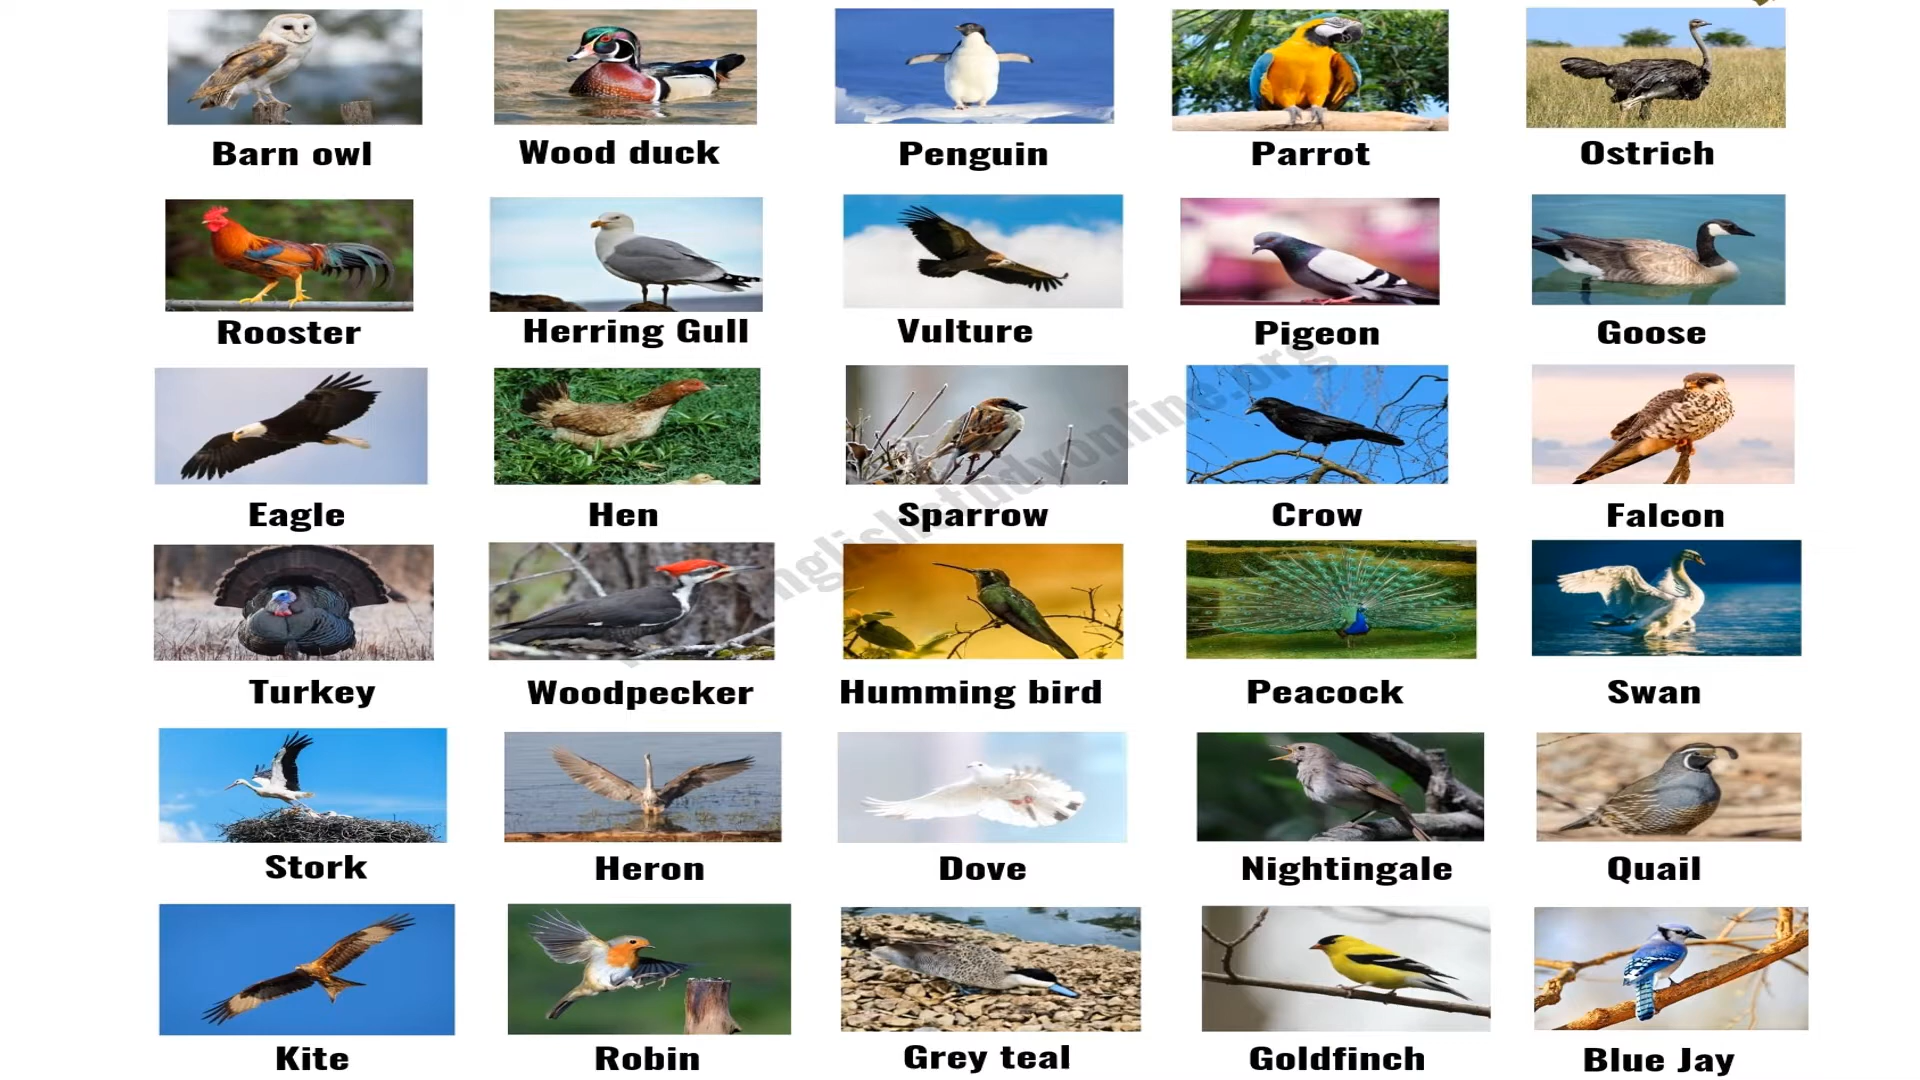 Barn owl
Wood duck
Penguin
Parrot
Ostrich
Rooster
Herring Gull
Vulture
Pigeon
Goose
Eagle
Hen
Sparrow
Crow
Falcon
Turkey
Woodpecker
Humming bird
Peacock
Swan
Stork
Heron
Dove
Nightingale
Quail
Kite
Robin
Grey teal
Goldfinch
Blue Jay